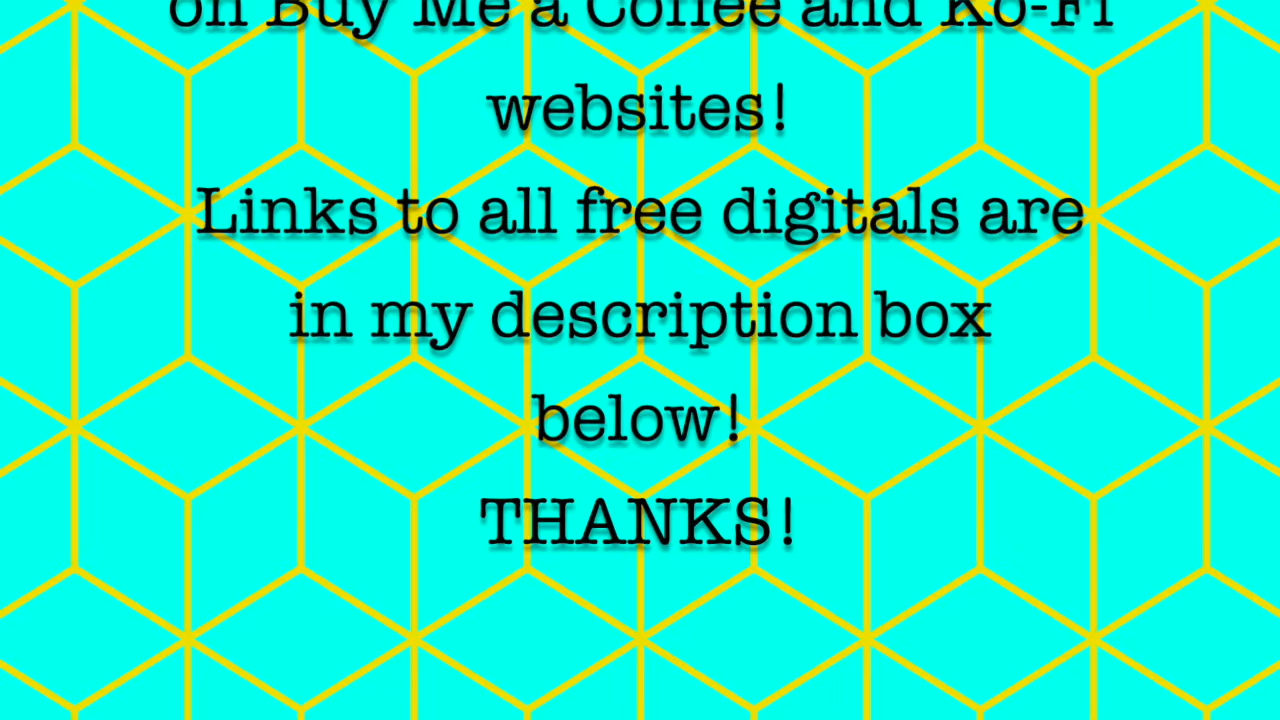 on Buy Me a Coffee and Ko-Fi
websites!
Links to all free digitals are
in my description box
below!
THANKS!